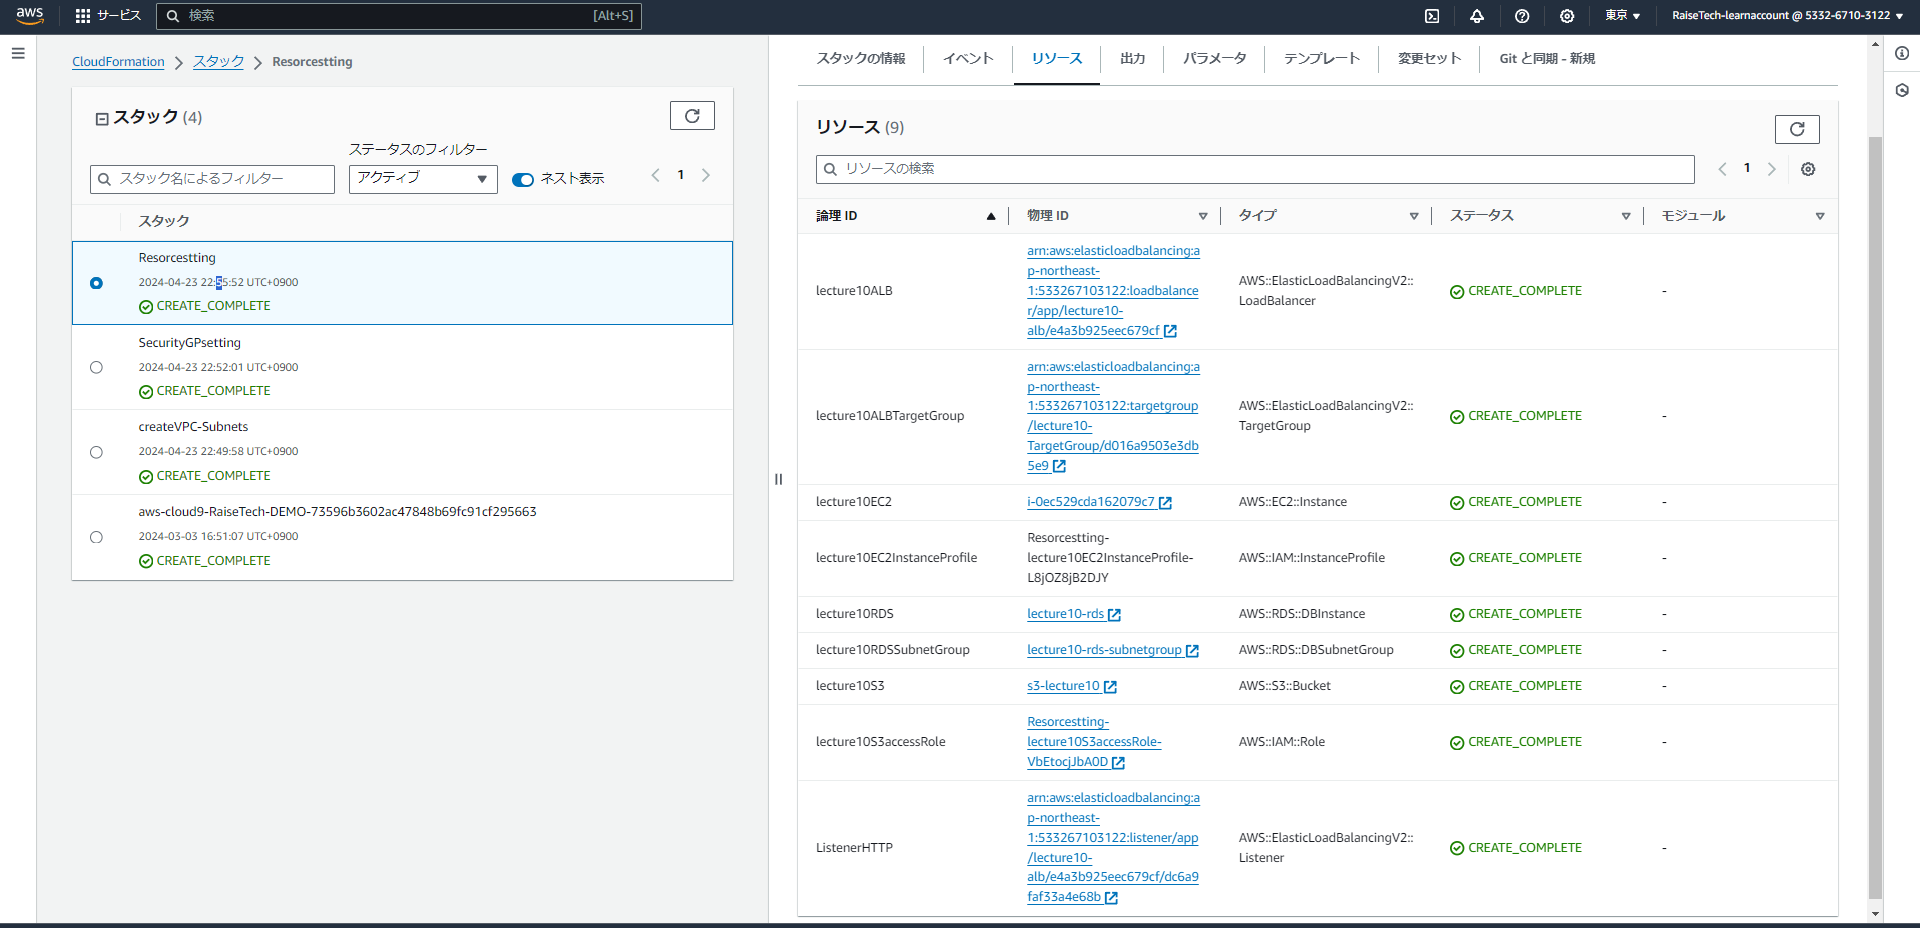 aws サービス 検索 [Alt+S] 東京 RaiseTech-learnaccount @ 5332-6710-3122
CloudFormation スタック Resorcestting
スタック (4)
ステータスのフィルター
スタック名によるフィルター アクティブ ネスト表示 1
スタック
Resorcestting
2024-04-23 22:55:52 UTC+0900
CREATE_COMPLETE
SecurityGPsetting
2024-04-23 22:52:01 UTC+0900
CREATE_COMPLETE
createVPC-Subnets
2024-04-23 22:49:58 UTC+0900
CREATE_COMPLETE
aws-cloud9-RaiseTech-DEMO-73596b3602ac47848b69fc91cf295663
2024-03-03 16:51:07 UTC+0900
CREATE_COMPLETE
スタックの情報 イベント リソース 出力 パラメータ テンプレート 変更セット Git と同期 - 新規
リソース (9)
リソースの検索 1
論理 ID 物理 ID タイプ ステータス モジュール
lecture10ALB
arn:aws:elasticloadbalancing:a
p-northeast-
1:533267103122:loadbalance
r/app/lecture10-
alb/e4a3b925eec679cf
AWS::ElasticLoadBalancingV2::
LoadBalancer
CREATE_COMPLETE -
lecture10ALBTargetGroup
arn:aws:elasticloadbalancing:a
p-northeast-
1:533267103122:targetgroup
/lecture10-
TargetGroup/d016a9503e3db
5e9
AWS::ElasticLoadBalancingV2::
TargetGroup
CREATE_COMPLETE -
lecture10EC2 i-0ec529cda162079c7 AWS::EC2::Instance CREATE_COMPLETE -
lecture10EC2InstanceProfile
Resorcestting-
lecture10EC2InstanceProfile-
L8jOZ8jB2DJY
AWS::IAM::InstanceProfile CREATE_COMPLETE -
lecture10RDS lecture10-rds AWS::RDS::DBInstance CREATE_COMPLETE -
lecture10RDSSubnetGroup lecture10-rds-subnetgroup AWS::RDS::DBSubnetGroup CREATE_COMPLETE -
lecture10S3 s3-lecture10 AWS::S3::Bucket CREATE_COMPLETE -
lecture10S3accessRole
Resorcestting-
lecture10S3accessRole-
VbEtocjJbA0D
AWS::IAM::Role CREATE_COMPLETE -
ListenerHTTP
arn:aws:elasticloadbalancing:a
p-northeast-
1:533267103122:listener/app
/lecture10-
alb/e4a3b925eec679cf/dc6a9
faf33a4e68b
AWS::ElasticLoadBalancingV2::
Listener
CREATE_COMPLETE -